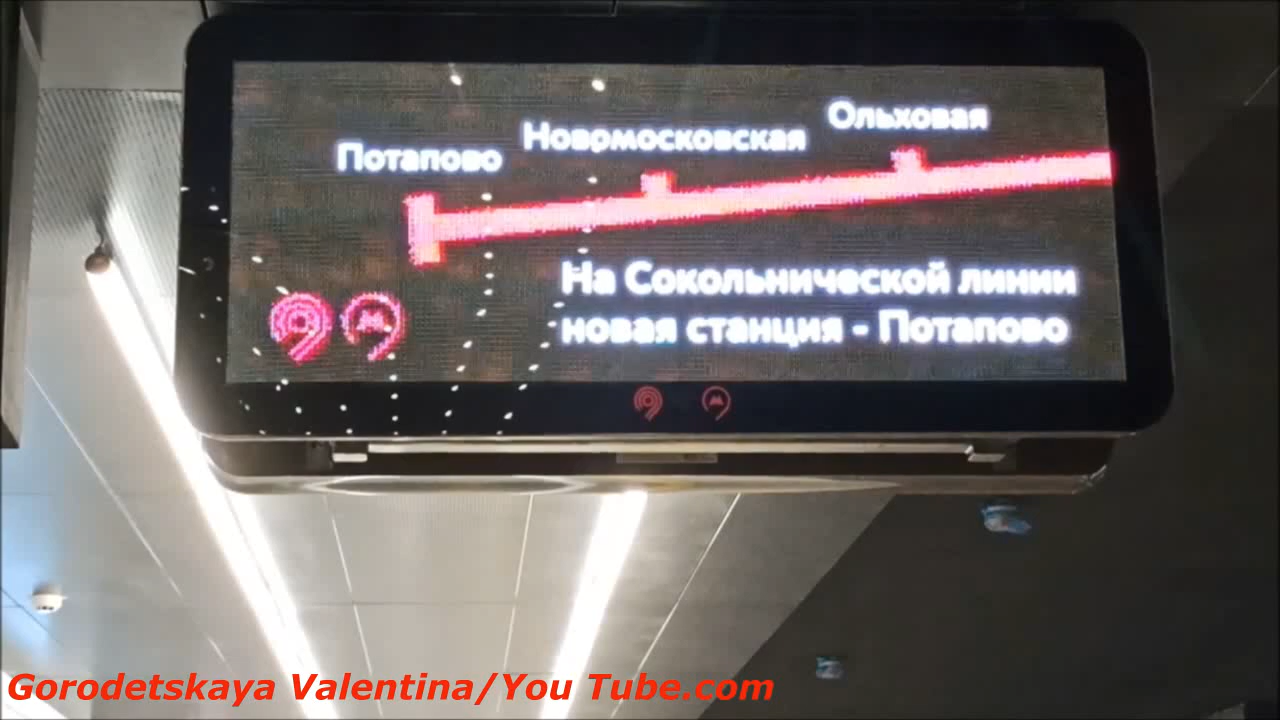 Ольховая
Новомосковская
Потапово
На Сокольнической линии
новая станция - Потапово
Gorodetskaya Valentina/You Tube.com